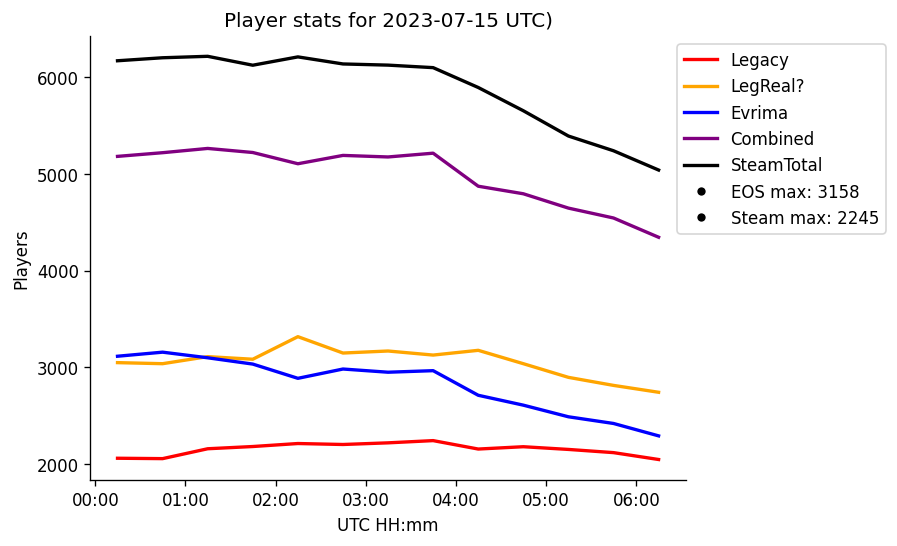 Player stats for 2023-07-15 UTC)
Legacy
LegReal?
Evrima
Combined
SteamTotal
EOS max: 3158
Steam max: 2245
Players
6000
5000
4000
3000
2000
00:00 01:00 02:00 03:00 04:00 05:00 06:00
UTC HH:mm